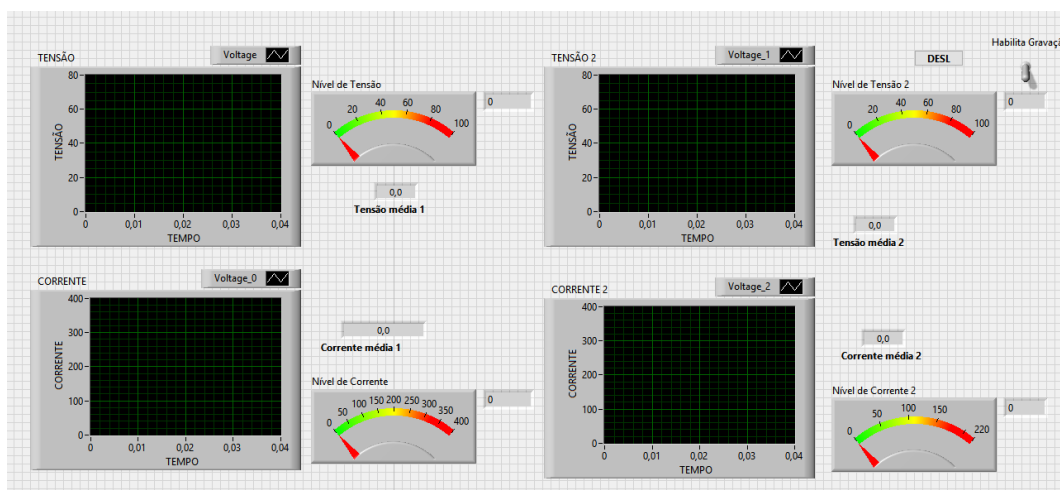 TENSÃO
Voltage
80
60
40
20
0
TENSÃO
0 0,01 0,02 0,03 0,04
TEMPO
Nível de Tensão
0 20 40 60 80 100
0
0,0
Tensão média 1
TENSÃO 2
Voltage_1
80
60
40
20
0
TENSÃO
0 0,01 0,02 0,03 0,04
TEMPO
DESL
Habilita Gravaçã
Nível de Tensão 2
0 20 40 60 80 100
0
0,0
Tensão média 2
CORRENTE
Voltage_0
400
300
200
100
0
CORRENTE
0 0,01 0,02 0,03 0,04
TEMPO
0,0
Corrente média 1
Nível de Corrente
0 50 100 150 200 250 300 350 400
0
CORRENTE 2
Voltage_2
400
300
200
100
0
CORRENTE
0 0,01 0,02 0,03 0,04
TEMPO
0,0
Corrente média 2
Nível de Corrente 2
0 50 100 150 220
0